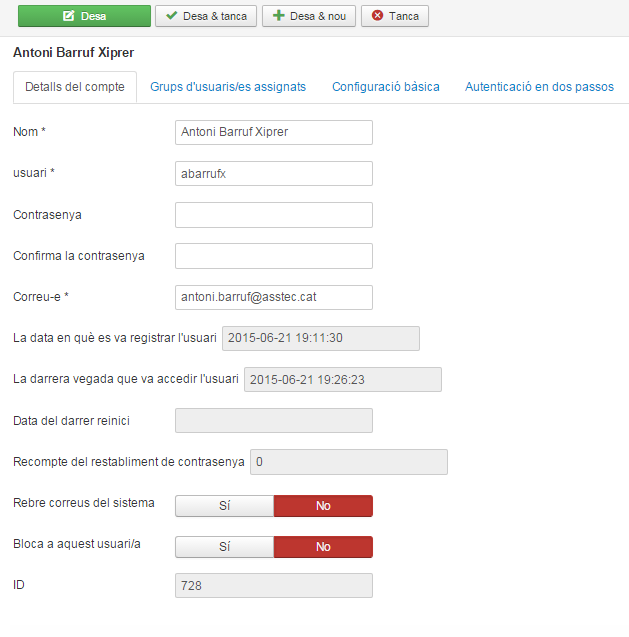 Desa Desa & tanca Desa & nou Tanca
Antoni Barruf Xiprer
Detalls del compte Grups d'usuaris/es assignats Configuració bàsica Autenticació en dos passos
Nom * Antoni Barruf Xiprer
usuari * abarrufx
Contrasenya
Confirma la contrasenya
Correu-e * antoni.barruf@asstec.cat
La data en què es va registrar l'usuari 2015-06-21 19:11:30
La darrera vegada que va accedir l'usuari 2015-06-21 19:26:23
Data del darrer reinici
Recompte del restabliment de contrasenya 0
Rebre correus del sistema Sí No
Bloca a aquest usuari/a Sí No
ID 728